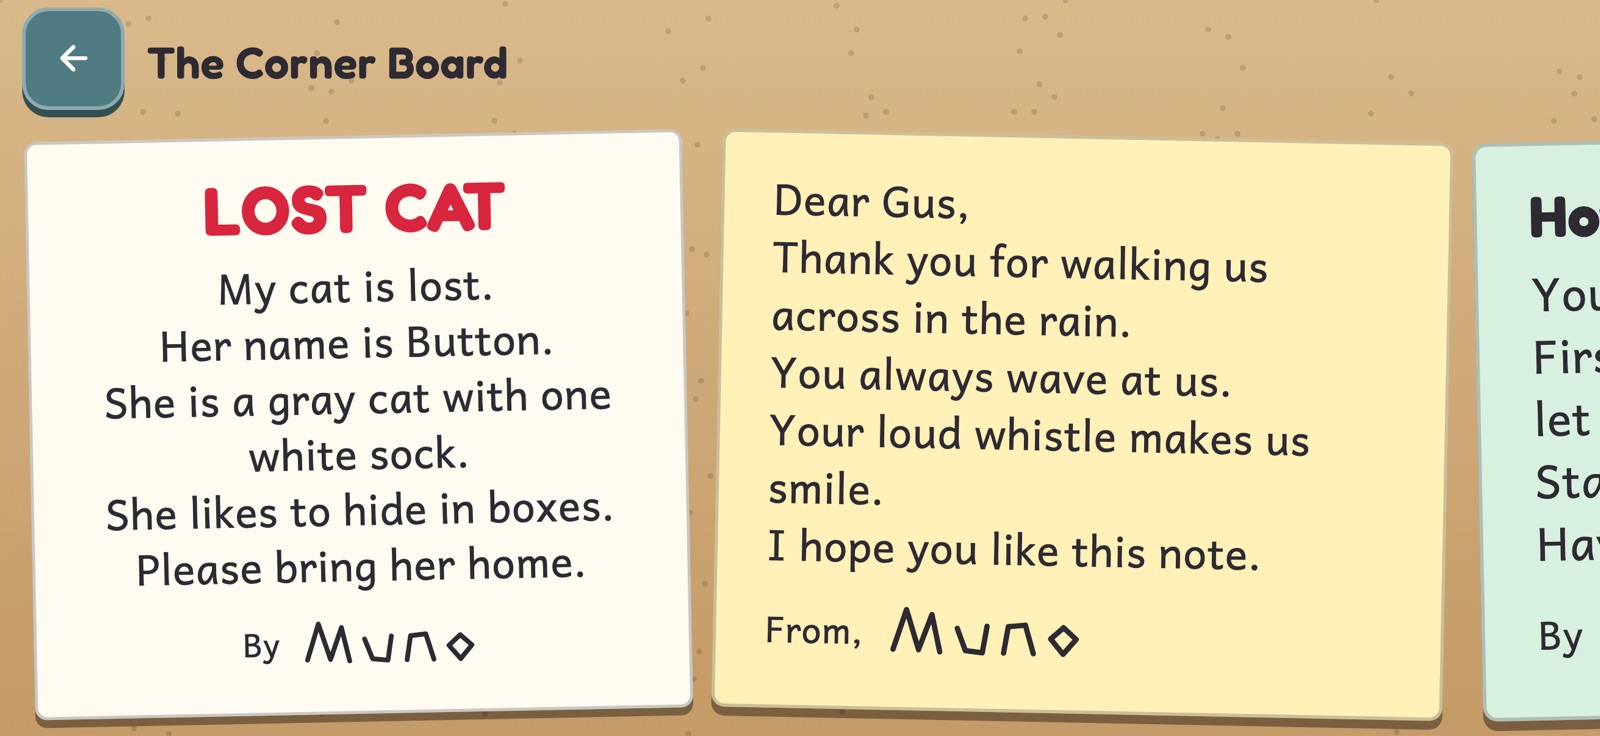 The Corner Board
LOST CAT
My cat is lost.
Her name is Button.
She is a gray cat with one
white sock.
She likes to hide in boxes.
Please bring her home.
By Muno
Dear Gus,
Thank you for walking us
across in the rain.
You always wave at us.
Your loud whistle makes us
smile.
I hope you like this note.
From, Muno
let
By